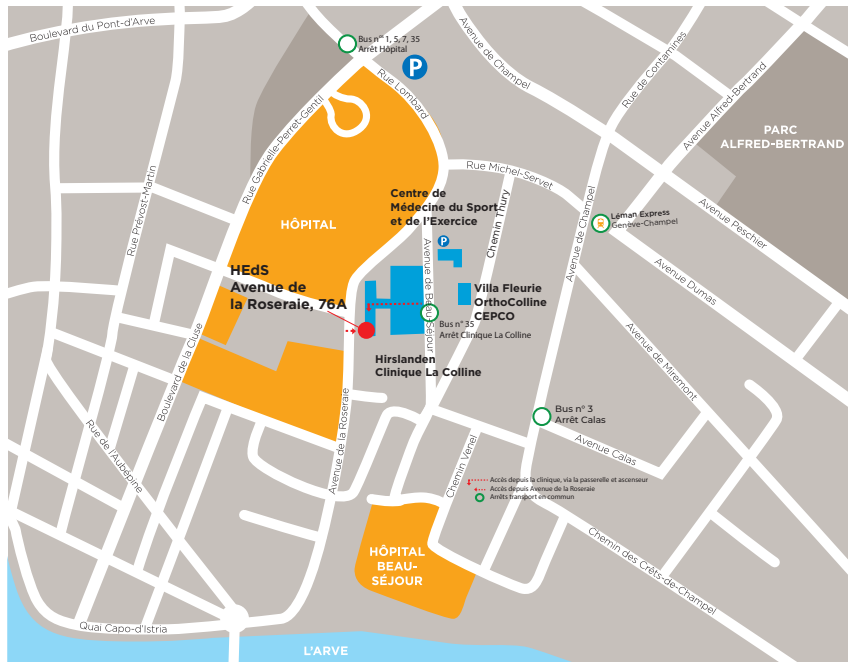 Boulevard du Pont-d'Arve
Bus nos 1, 5, 7, 35
Arrêt Hôpital
P
Avenue de Champel
Rue de Contamines
Avenue Alfred-Bertrand
Rue Lombard
Rue Gabrielle-Perret-Gentil
PARC
ALFRED-BERTRAND
Rue Michel-Servet
Rue Prévost-Martin
Centre de
Médecine du Sport
et de l'Exercice
Chemin Thury
Avenue de Champel
Léman Express
Genève-Champel
Avenue Peschier
HÔPITAL
P
Avenue de Beau-Séjour
Avenue Dumas
HEdS
Avenue de
la Roseraie, 76A
Villa Fleurie
OrthoColline
CEPCO
Bus n° 35
Arrêt Clinique La Colline
Avenue de Miremont
Boulevard de la Cluse
Hirslanden
Clinique La Colline
Bus n° 3
Arrêt Calas
Avenue de la Roseraie
Rue de l'Aubépine
Chemin Venel
Avenue Calas
Accès depuis la clinique, via la passerelle et ascenseur
Accès depuis Avenue de la Roseraie
Arrêts transport en commun
HÔPITAL
BEAU-
SÉJOUR
Chemin des Crêts-de-Champel
Quai Capo-d'Istria
L'ARVE